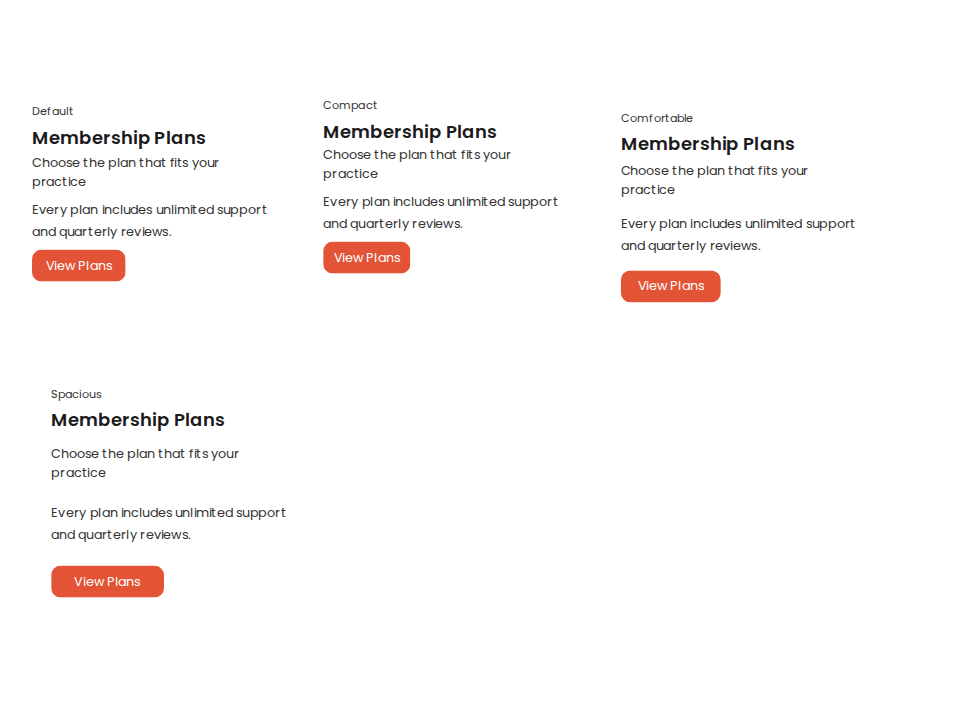 Default
Membership Plans
Choose the plan that fits your
practice
Every plan includes unlimited support
and quarterly reviews.
View Plans
Compact
Membership Plans
Choose the plan that fits your
practice
Every plan includes unlimited support
and quarterly reviews.
View Plans
Comfortable
Membership Plans
Choose the plan that fits your
practice
Every plan includes unlimited support
and quarterly reviews.
View Plans
Spacious
Membership Plans
Choose the plan that fits your
practice
Every plan includes unlimited support
and quarterly reviews.
View Plans